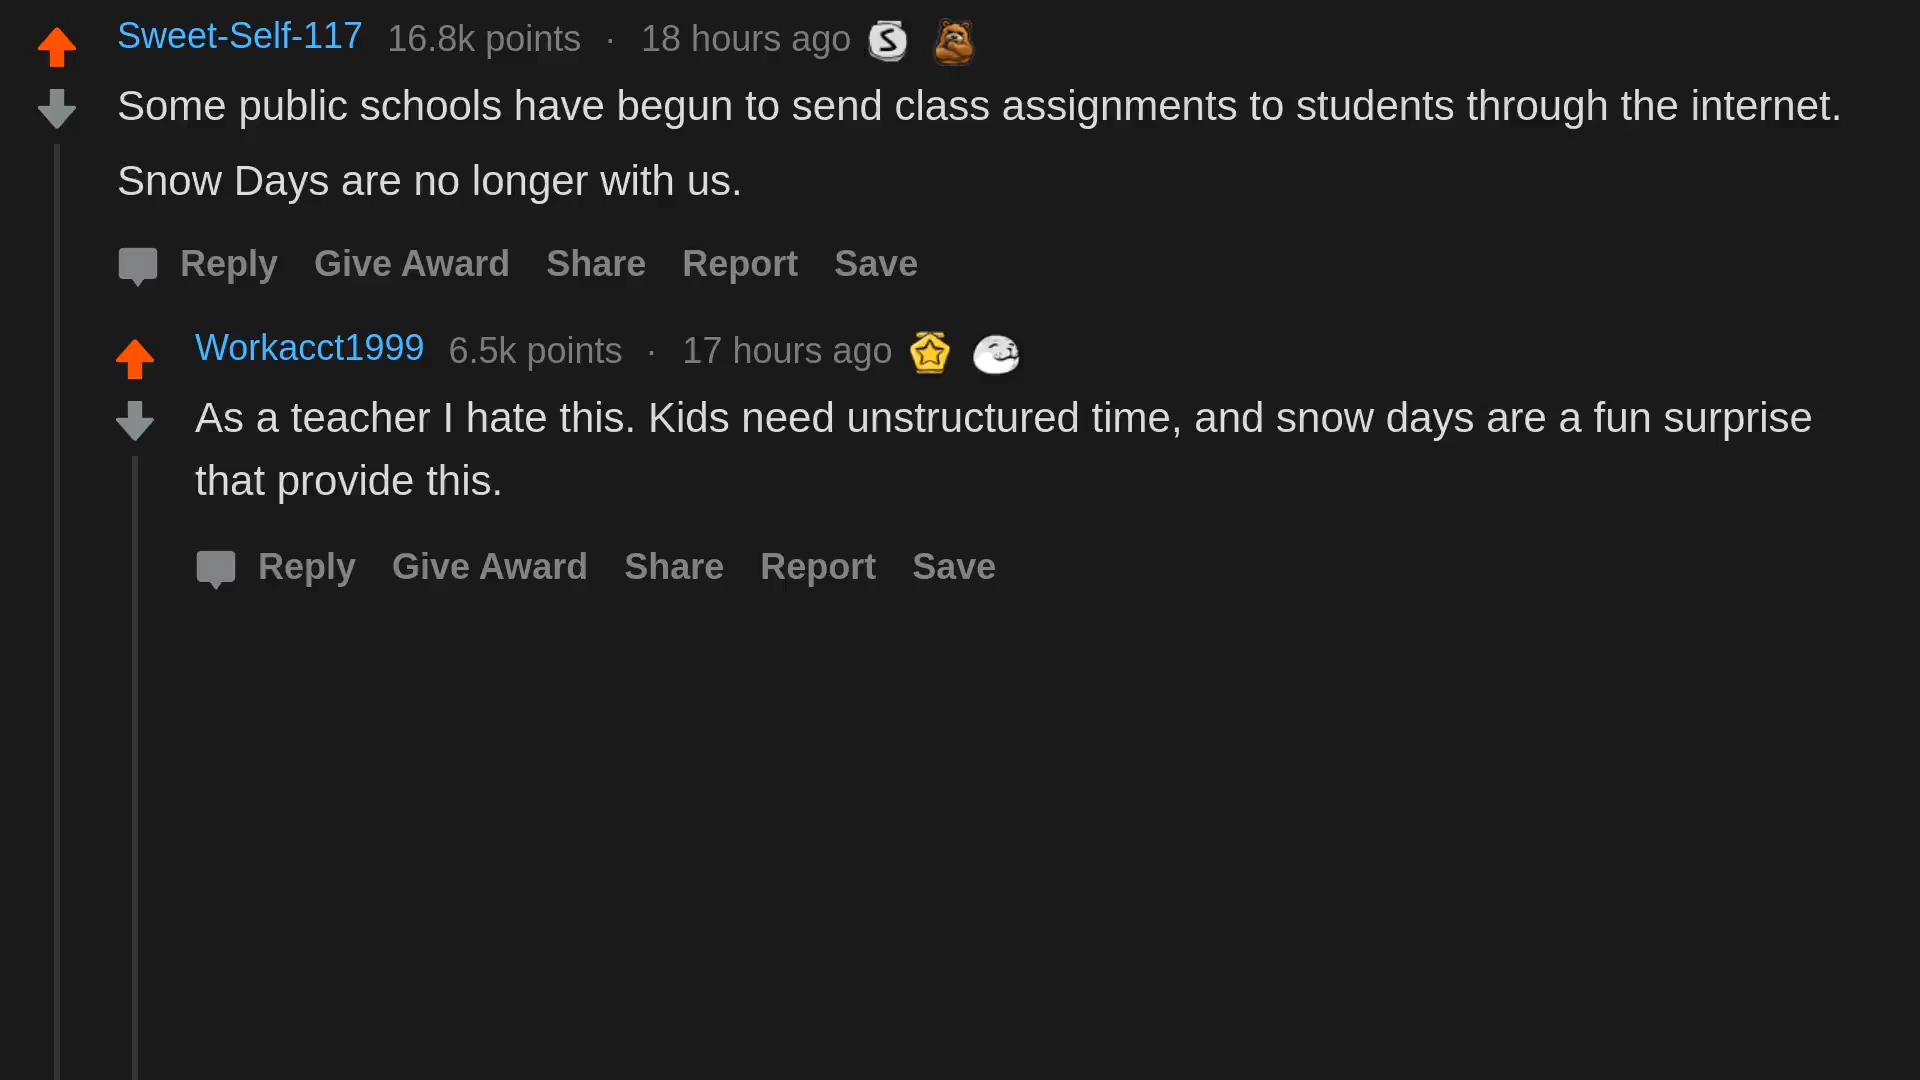 Sweet-Self-117 16.8k points · 18 hours ago
Some public schools have begun to send class assignments to students through the internet.
Snow Days are no longer with us.
Reply Give Award Share Report Save
Workacct1999 6.5k points · 17 hours ago
As a teacher I hate this. Kids need unstructured time, and snow days are a fun surprise
that provide this.
Reply Give Award Share Report Save